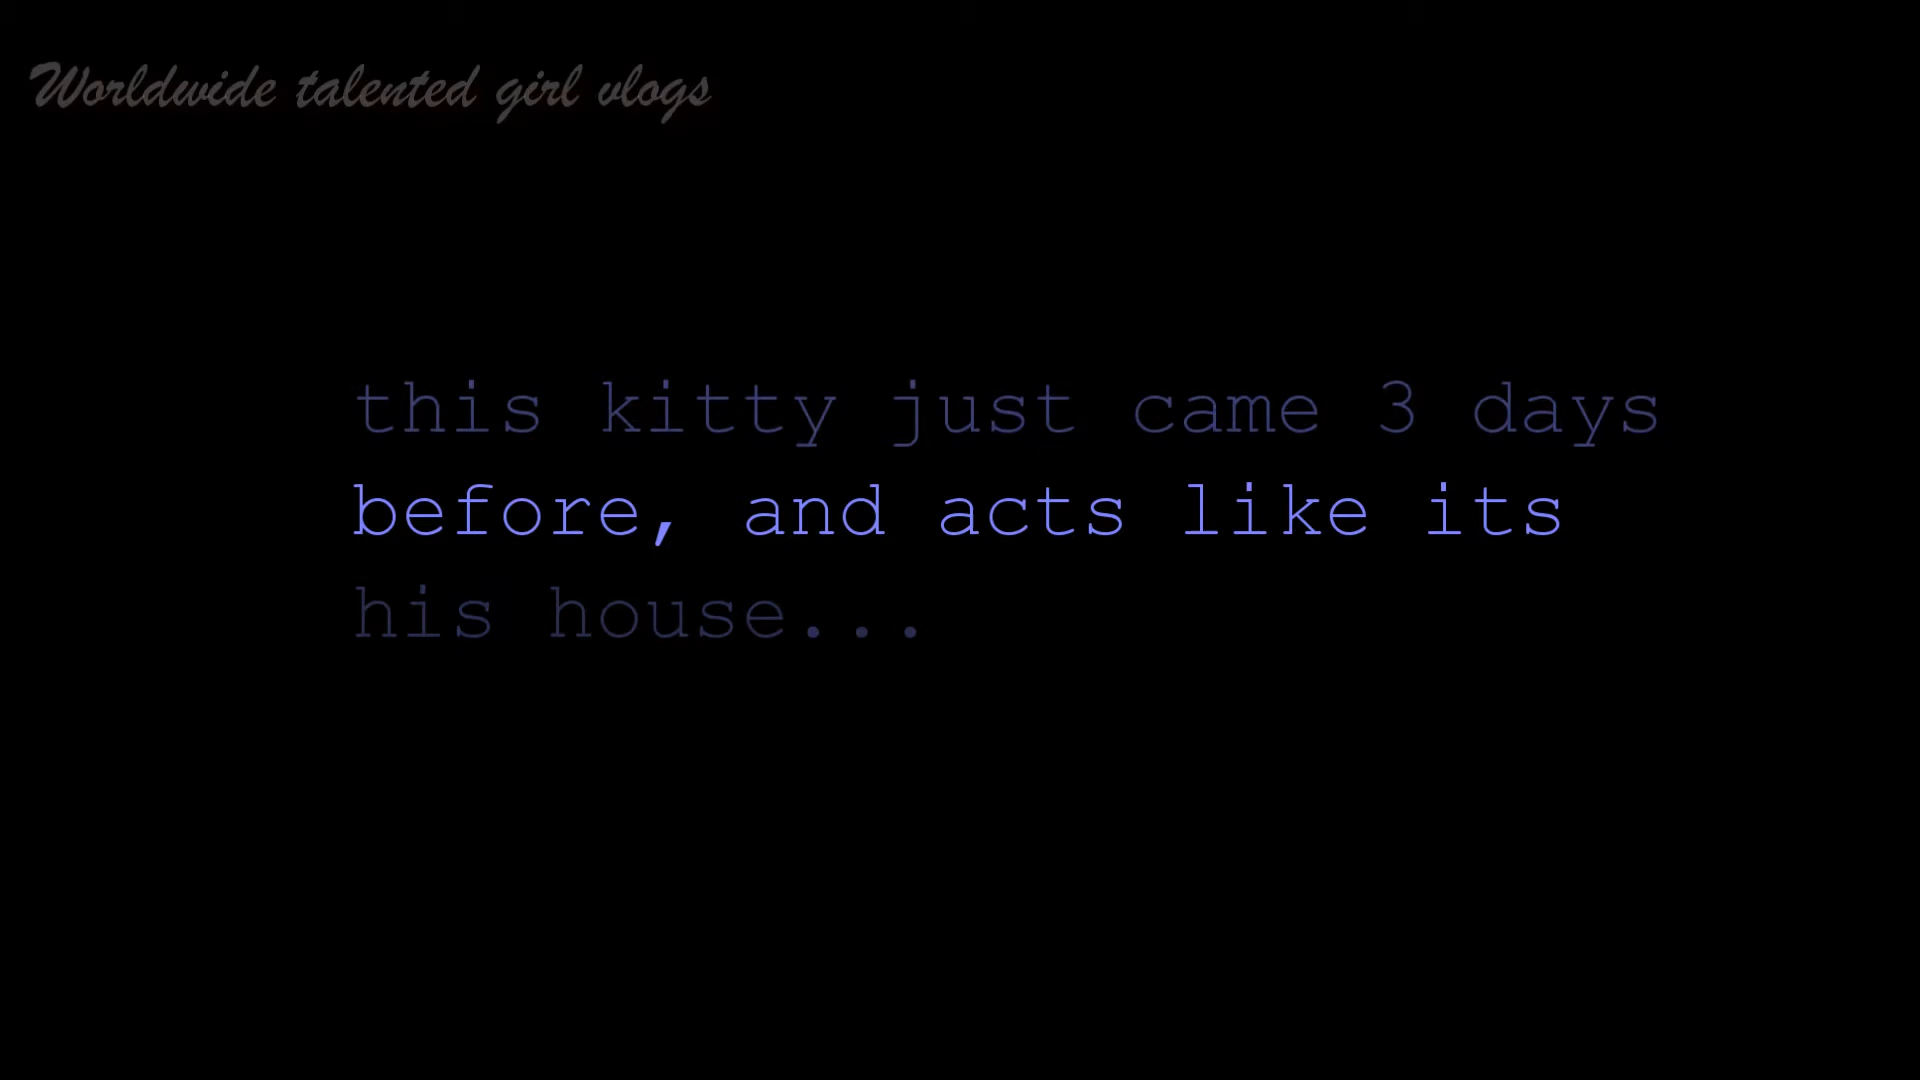 Worldwide talented girl vlogs
this kitty just came 3 days
before, and acts like its
his house...